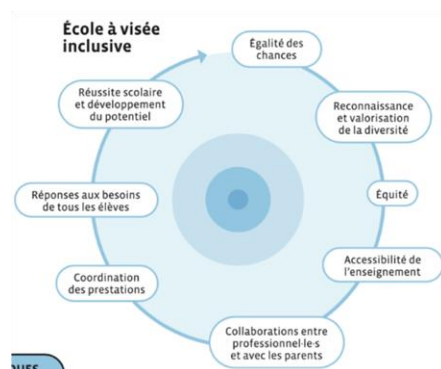 École à visée
inclusive
Égalité des
chances
Reconnaissance
et valorisation
de la diversité
Équité
Accessibilité de
l'enseignement
Collaborations entre
professionnel·le·s
et avec les parents
Coordination
des prestations
Réponses aux besoins
de tous les élèves
Réussite scolaire
et développement
du potentiel